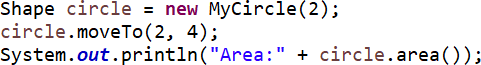 Shape circle = new MyCircle(2);
circle.moveTo(2, 4);
System.out.println("Area:" + circle.area());